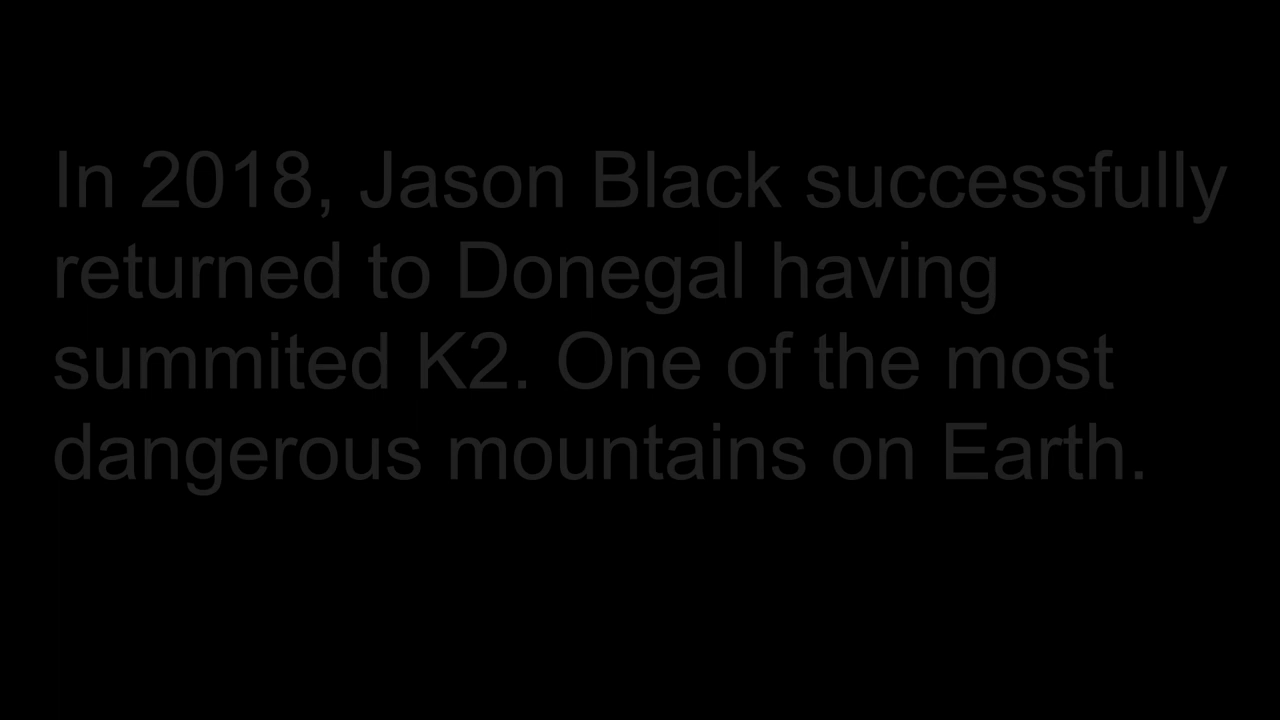 In 2018, Jason Black successfully
returned to Donegal having
summited K2. One of the most
dangerous mountains on Earth.